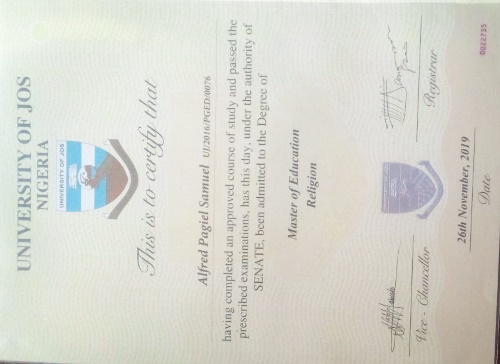 UNIVERSITY OF JOS
NIGERIA
UNIVERSITY OF JOS
This is to certify that
Alfred Pagiel Samuel UJ/2016/PGED/0076
having completed an approved course of study and passed the
prescribed examinations, has this day, under the authority of
SENATE, been admitted to the Degree of
Master of Education
Religion
Vice - Chancellor
26th November, 2019
Date
Registrar
0022735